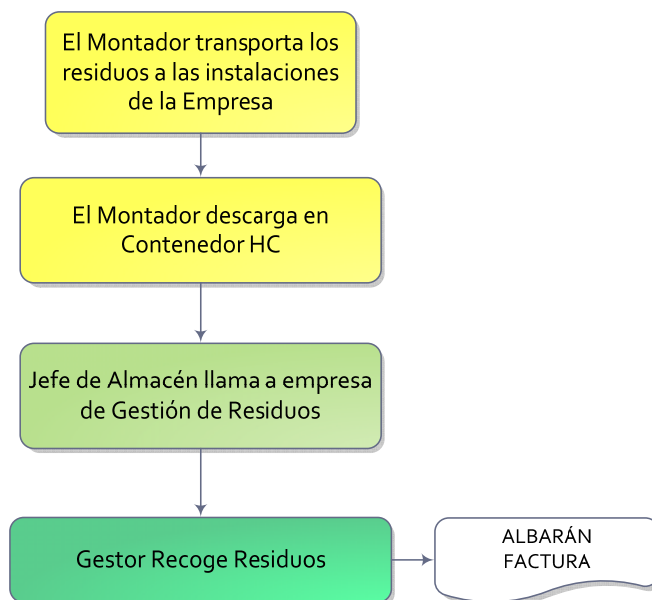 El Montador transporta los
residuos a las instalaciones
de la Empresa
El Montador descarga en
Contenedor HC
Jefe de Almacén llama a empresa
de Gestión de Residuos
Gestor Recoge Residuos
ALBARÁN
FACTURA